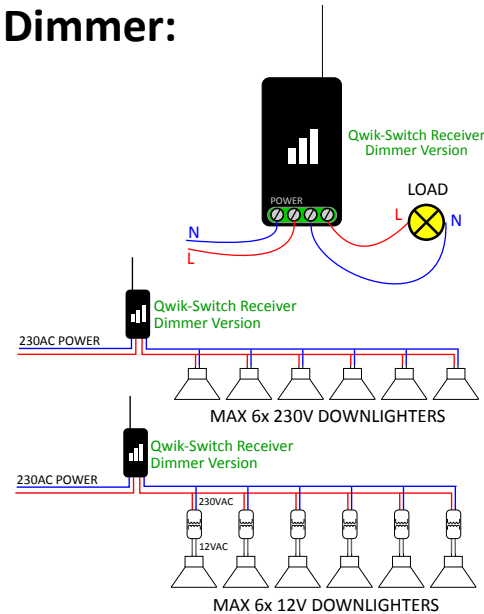 Dimmer:
Qwik-Switch Receiver
Dimmer Version
LOAD
POWER
L
N
N
L
Qwik-Switch Receiver
Dimmer Version
230AC POWER
MAX 6x 230V DOWNLIGHTERS
Qwik-Switch Receiver
Dimmer Version
230AC POWER
230VAC
12VAC
MAX 6x 12V DOWNLIGHTERS